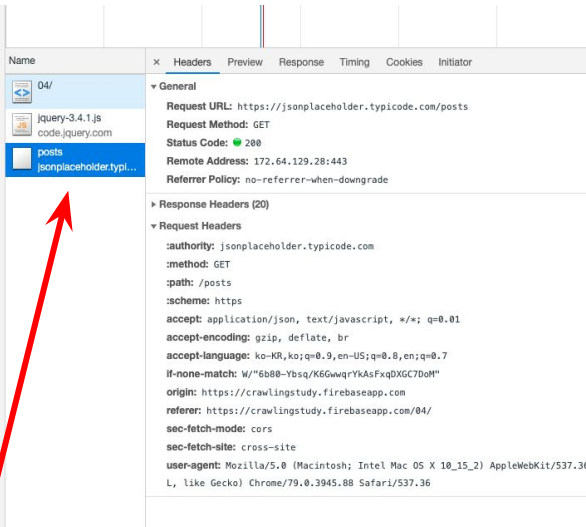 Name
× Headers Preview Response Timing Cookies Initiator
04/
jquery-3.4.1.js
code.jquery.com
posts
jsonplaceholder.typi...
▾ General
Request URL: https://jsonplaceholder.typicode.com/posts
Request Method: GET
Status Code: 200
Remote Address: 172.64.129.28:443
Referrer Policy: no-referrer-when-downgrade
▸ Response Headers (20)
▾ Request Headers
:authority: jsonplaceholder.typicode.com
:method: GET
:path: /posts
:scheme: https
accept: application/json, text/javascript, */*; q=0.01
accept-encoding: gzip, deflate, br
accept-language: ko-KR,ko;q=0.9,en-US;q=0.8,en;q=0.7
if-none-match: W/"6b80-Ybsq/K6GwwqrYkAsFxqDXGC7DoM"
origin: https://crawlingstudy.firebaseapp.com
referer: https://crawlingstudy.firebaseapp.com/04/
sec-fetch-mode: cors
sec-fetch-site: cross-site
user-agent: Mozilla/5.0 (Macintosh; Intel Mac OS X 10_15_2) AppleWebKit/537.36
L, like Gecko) Chrome/79.0.3945.88 Safari/537.36